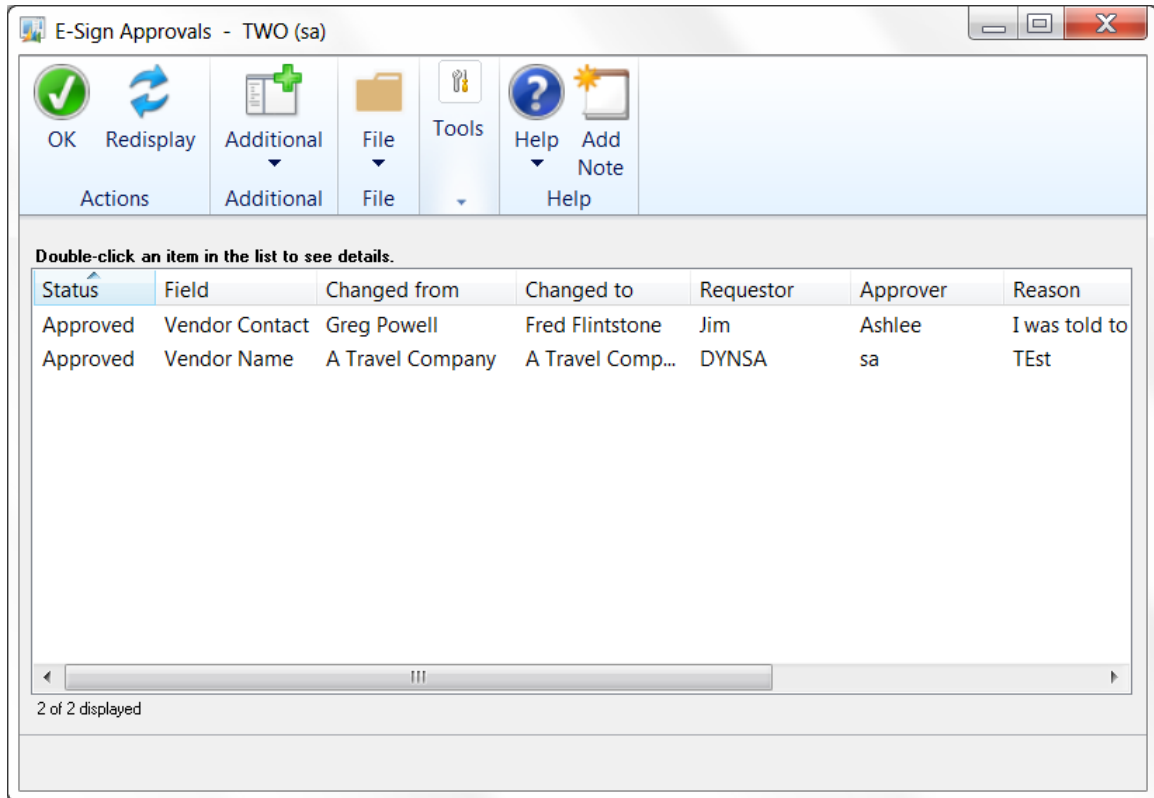 E-Sign Approvals - TWO (sa)
OK Redisplay Additional File Tools Help Add Note
Actions Additional File Help
Double-click an item in the list to see details.
Status Field Changed from Changed to Requestor Approver Reason
Approved Vendor Contact Greg Powell Fred Flintstone Jim Ashlee I was told to
Approved Vendor Name A Travel Company A Travel Comp... DYNSA sa TEst
2 of 2 displayed